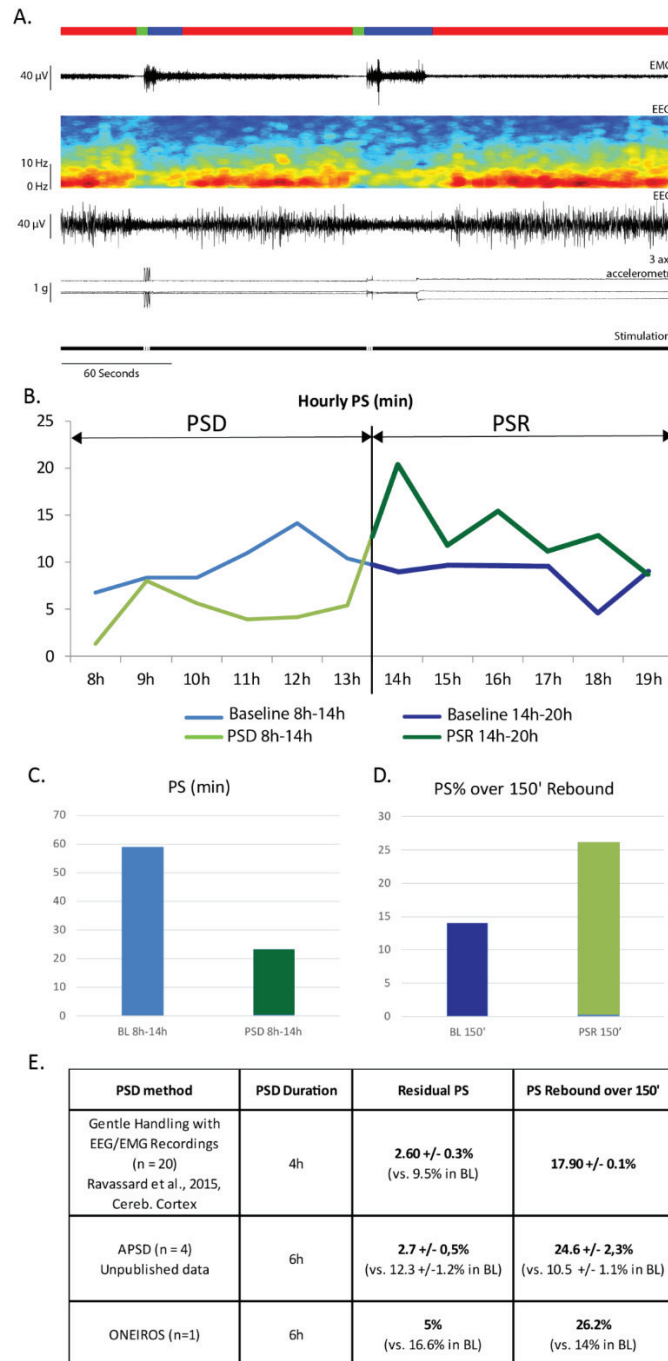 A.
40 µV
EMG
EEG
10 Hz
0 Hz
EEG
40 µV
3 ax
accelerometr
1 g
Stimulation
60 Seconds
B.
Hourly PS (min)
PSD
PSR
25
20
15
10
5
0
8h 9h 10h 11h 12h 13h 14h 15h 16h 17h 18h 19h
Baseline 8h-14h Baseline 14h-20h
PSD 8h-14h PSR 14h-20h
C.
PS (min)
70
60
50
40
30
20
10
0
BL 8h-14h PSD 8h-14h
D.
PS% over 150' Rebound
30
25
20
15
10
5
0
BL 150' PSR 150'
E.
PSD method PSD Duration Residual PS PS Rebound over 150'
Gentle Handling with
EEG/EMG Recordings
(n = 20)
Ravassard et al., 2015,
Cereb. Cortex
4h
2.60 +/- 0.3%
(vs. 9.5% in BL)
17.90 +/- 0.1%
APSD (n = 4)
Unpublished data
6h
2.7 +/- 0,5%
(vs. 12.3 +/-1.2% in BL)
24.6 +/- 2,3%
(vs. 10.5 +/- 1.1% in BL)
ONEIROS (n=1)
6h
5%
(vs. 16.6% in BL)
26.2%
(vs. 14% in BL)